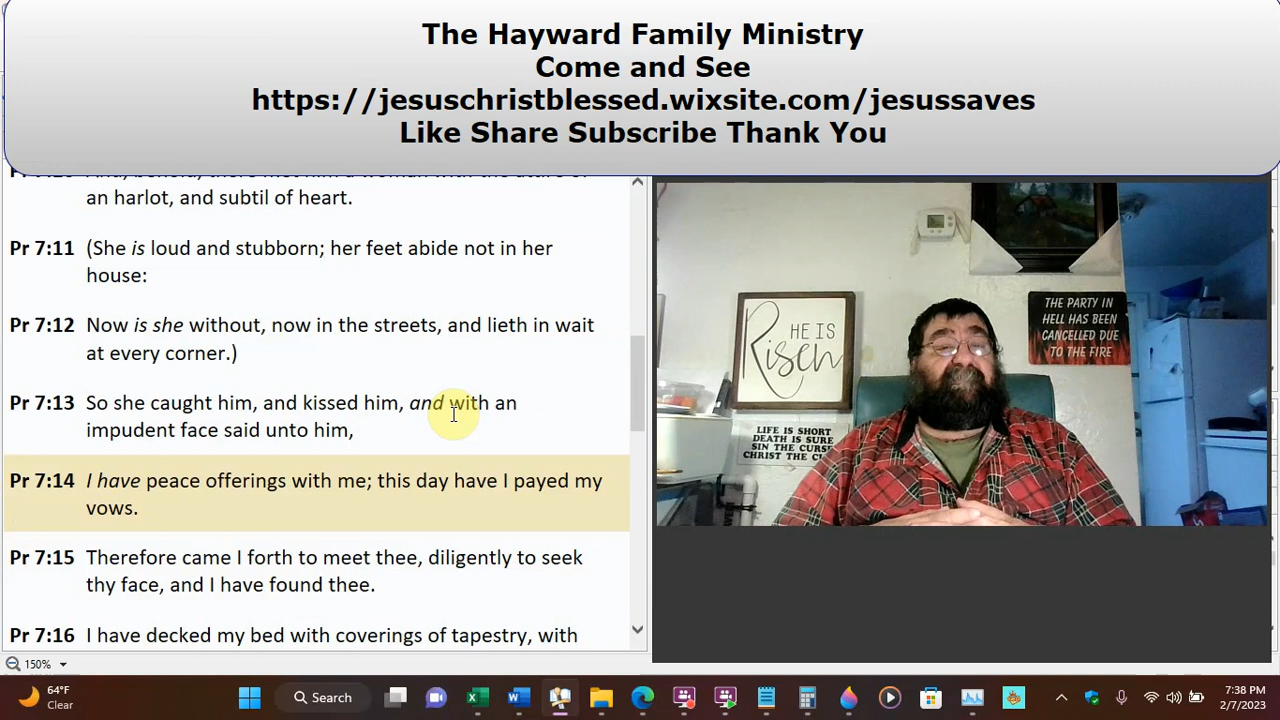 The Hayward Family Ministry
Come and See
https://jesuschristblessed.wixsite.com/jesussaves
Like Share Subscribe Thank You
an harlot, and subtil of heart.
Pr 7:11 (She is loud and stubborn; her feet abide not in her
house:
Pr 7:12 Now is she without, now in the streets, and lieth in wait
at every corner.)
Pr 7:13 So she caught him, and kissed him, and with an
impudent face said unto him,
Pr 7:14 I have peace offerings with me; this day have I payed my
vows.
Pr 7:15 Therefore came I forth to meet thee, diligently to seek
thy face, and I have found thee.
Pr 7:16 I have decked my bed with coverings of tapestry, with
150%
HE IS
Risen
THE PARTY IN
HELL HAS BEEN
CANCELLED DUE
TO THE FIRE
LIFE IS SHORT
DEATH IS SURE
SIN THE CURSE
CHRIST THE
64°F
Clear
Search
7:38 PM
2/7/2023